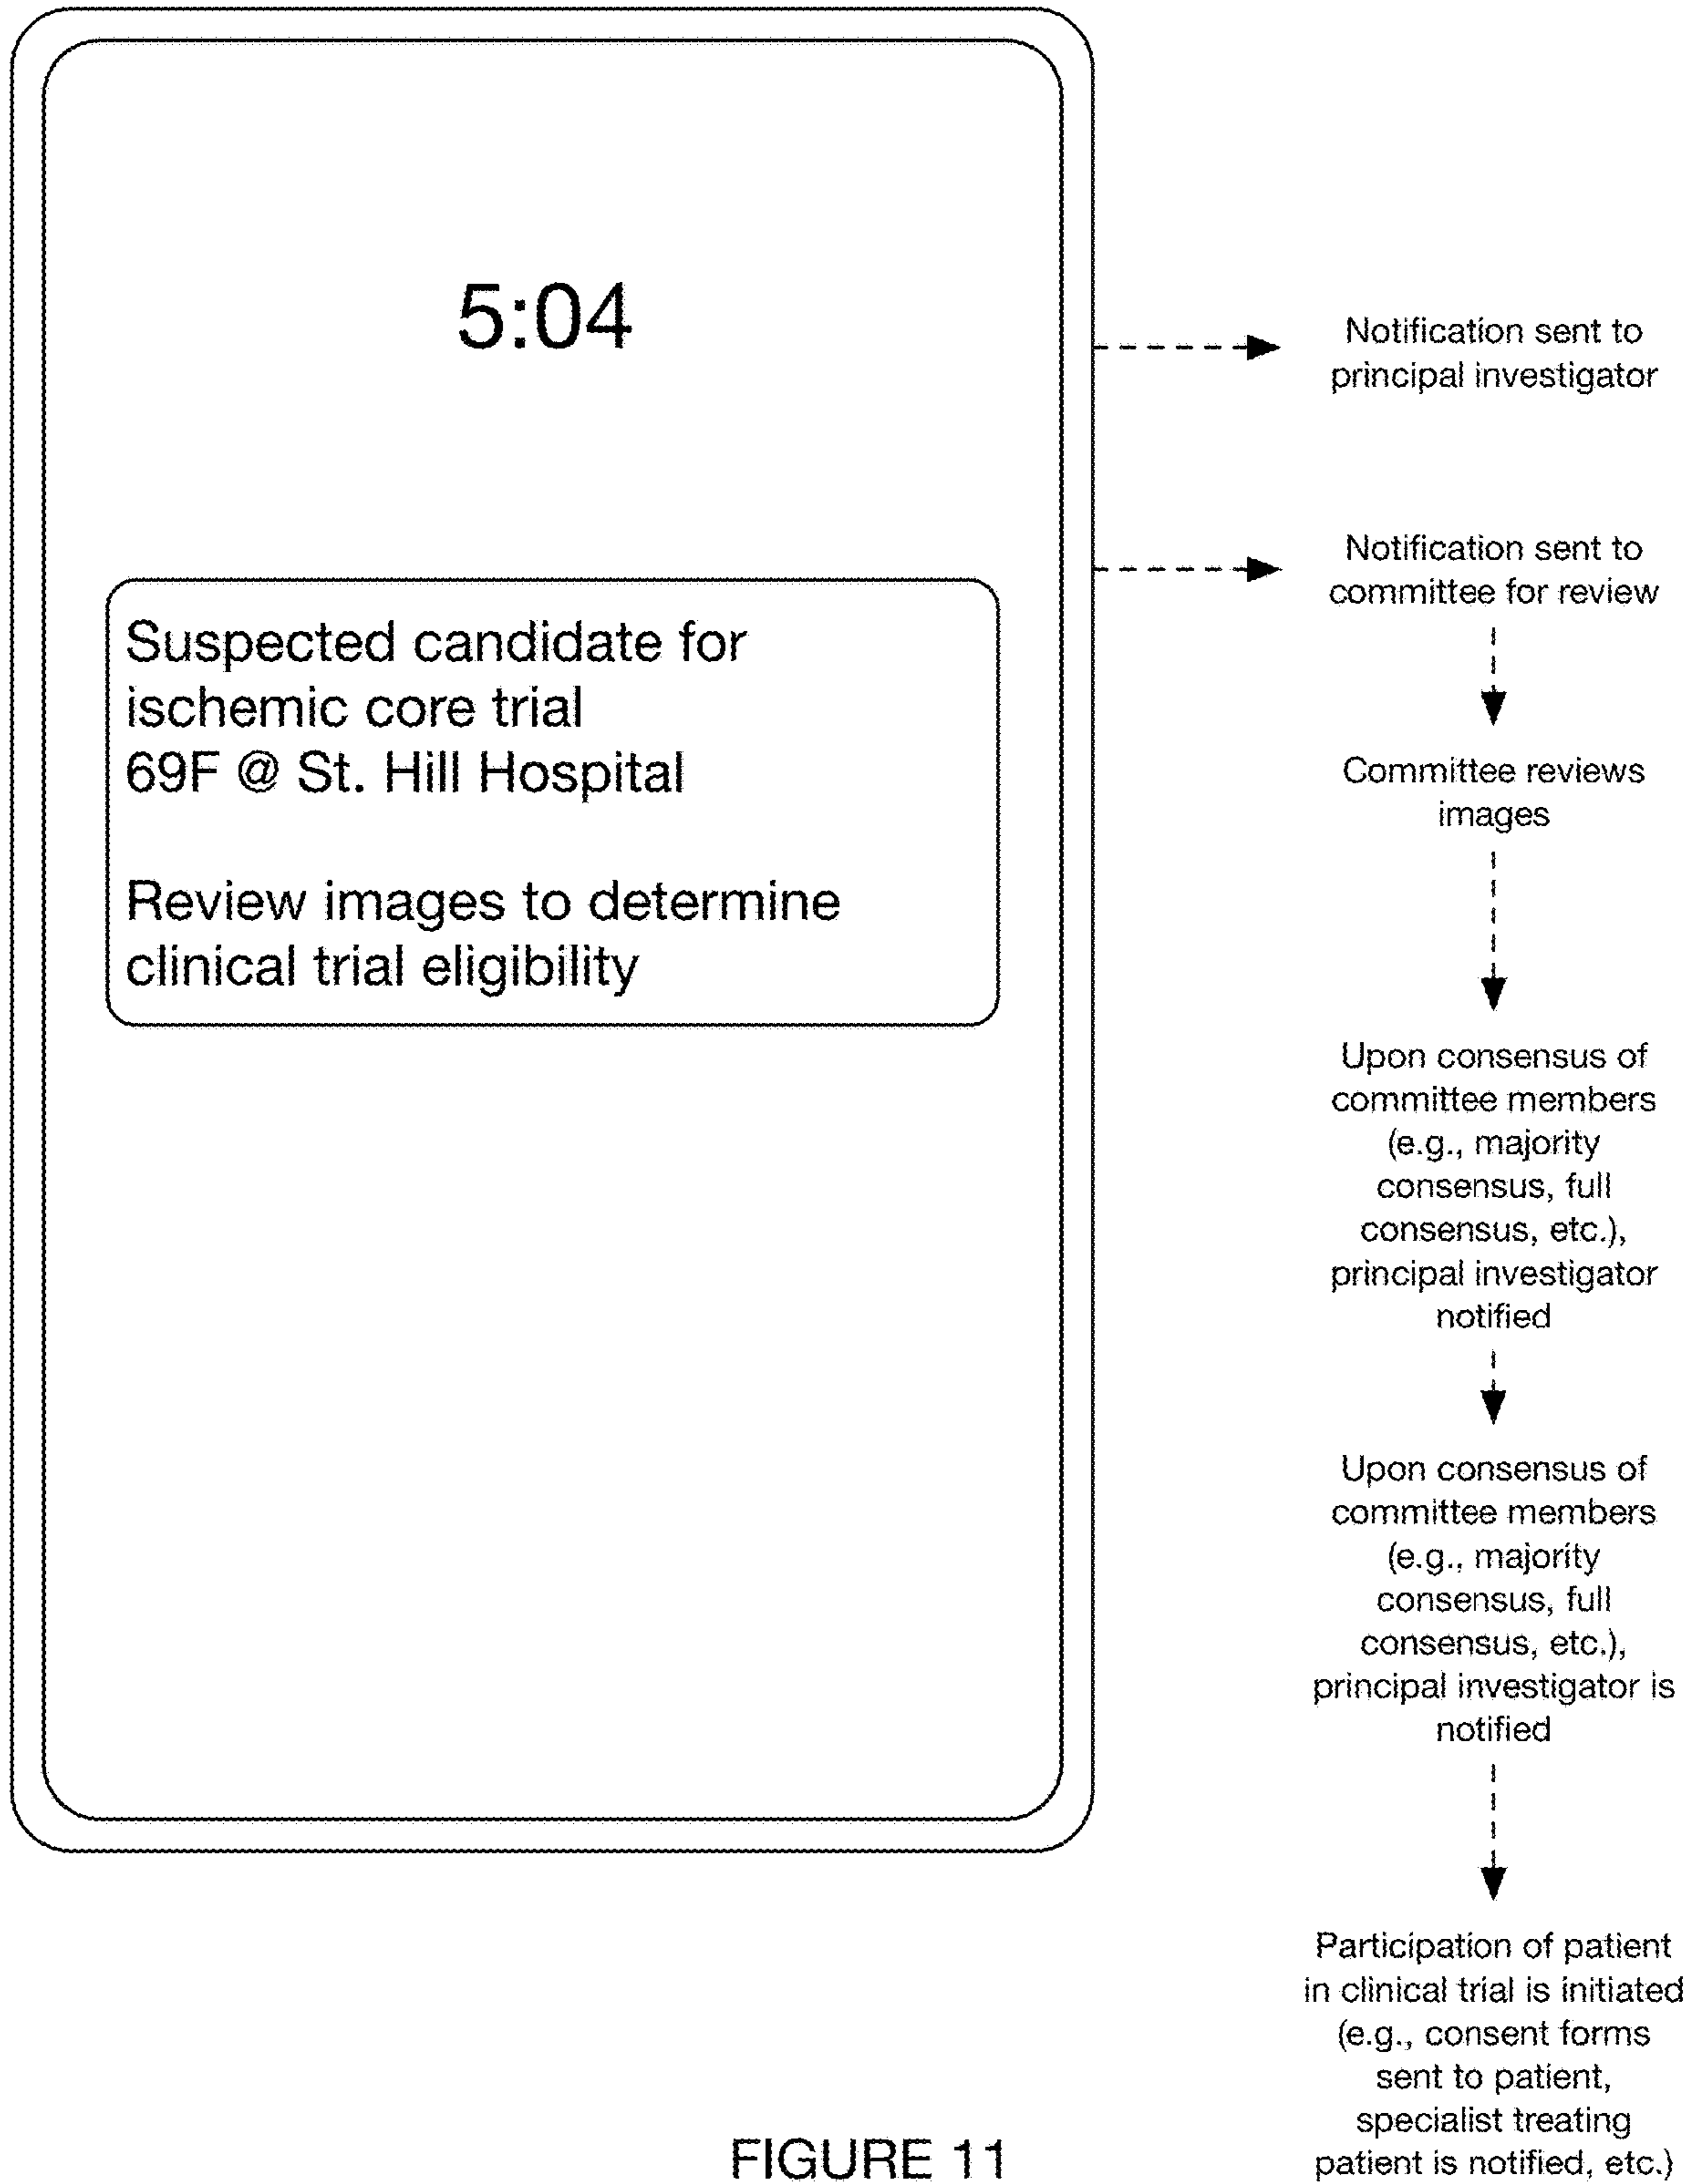 5:04
Suspected candidate for
ischemic core trial
69F @ St. Hill Hospital
Review images to determine
clinical trial eligibility
Notification sent to
principal investigator
Notification sent to
committee for review
Committee reviews
images
Upon consensus of
committee members
(e.g., majority
consensus, full
consensus, etc.),
principal investigator
notified
Upon consensus of
committee members
(e.g., majority
consensus, full
consensus, etc.),
principal investigator is
notified
Participation of patient
in clinical trial is initiated
(e.g., consent forms
sent to patient,
specialist treating
patient is notified, etc.)
FIGURE 11